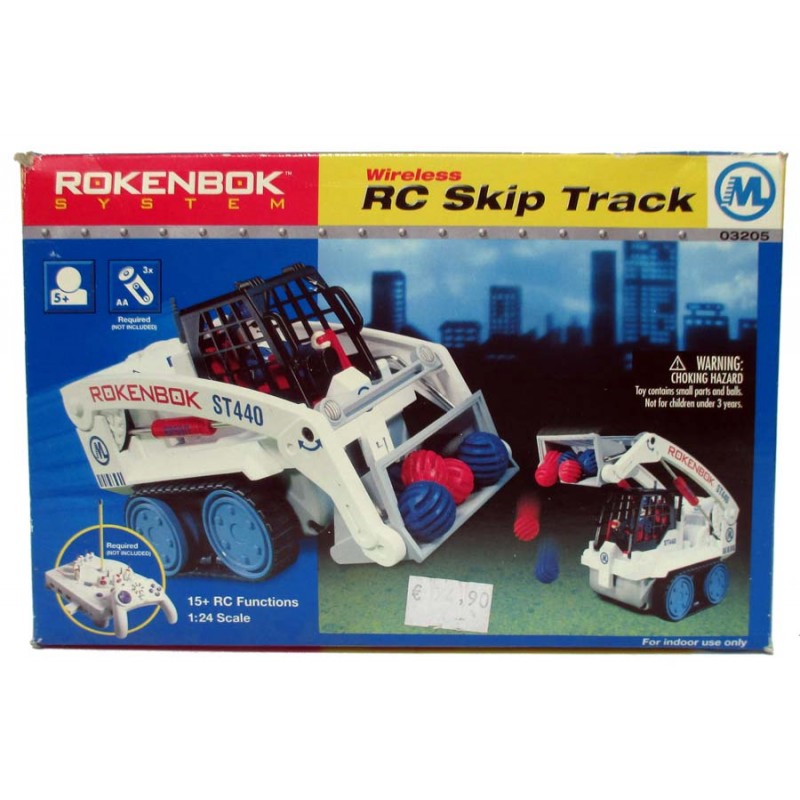 ROKENBOK™
SYSTEM
Wireless
RC Skip Track
M
03205
5+
3x
AA
Required
(NOT INCLUDED)
WARNING:
CHOKING HAZARD
Toy contains small parts and balls.
Not for children under 3 years.
ROKENBOK ST440
M
ROKENBOK ST440
ST440
Required
(NOT INCLUDED)
15+ RC Functions
1:24 Scale
For indoor use only